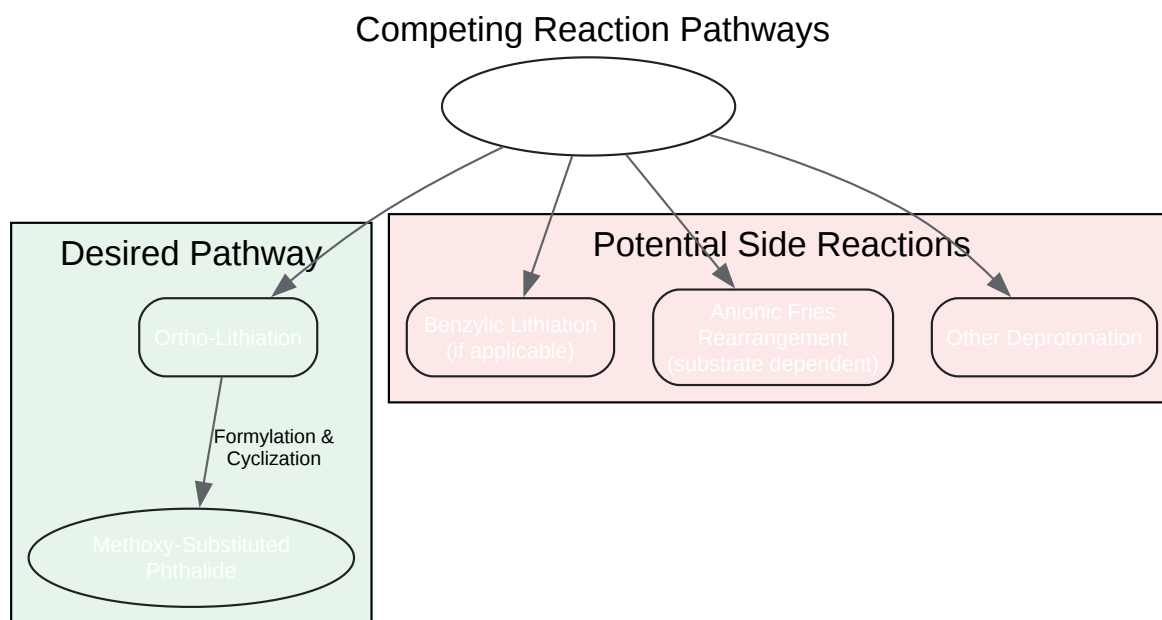 Competing Reaction Pathways
Desired Pathway
Potential Side Reactions
Ortho-Lithiation
Benzylic Lithiation
(if applicable)
Anionic Fries
Rearrangement
(substrate dependent)
Other Deprotonation
Formylation &
Cyclization
Methoxy-Substituted
Phthalide